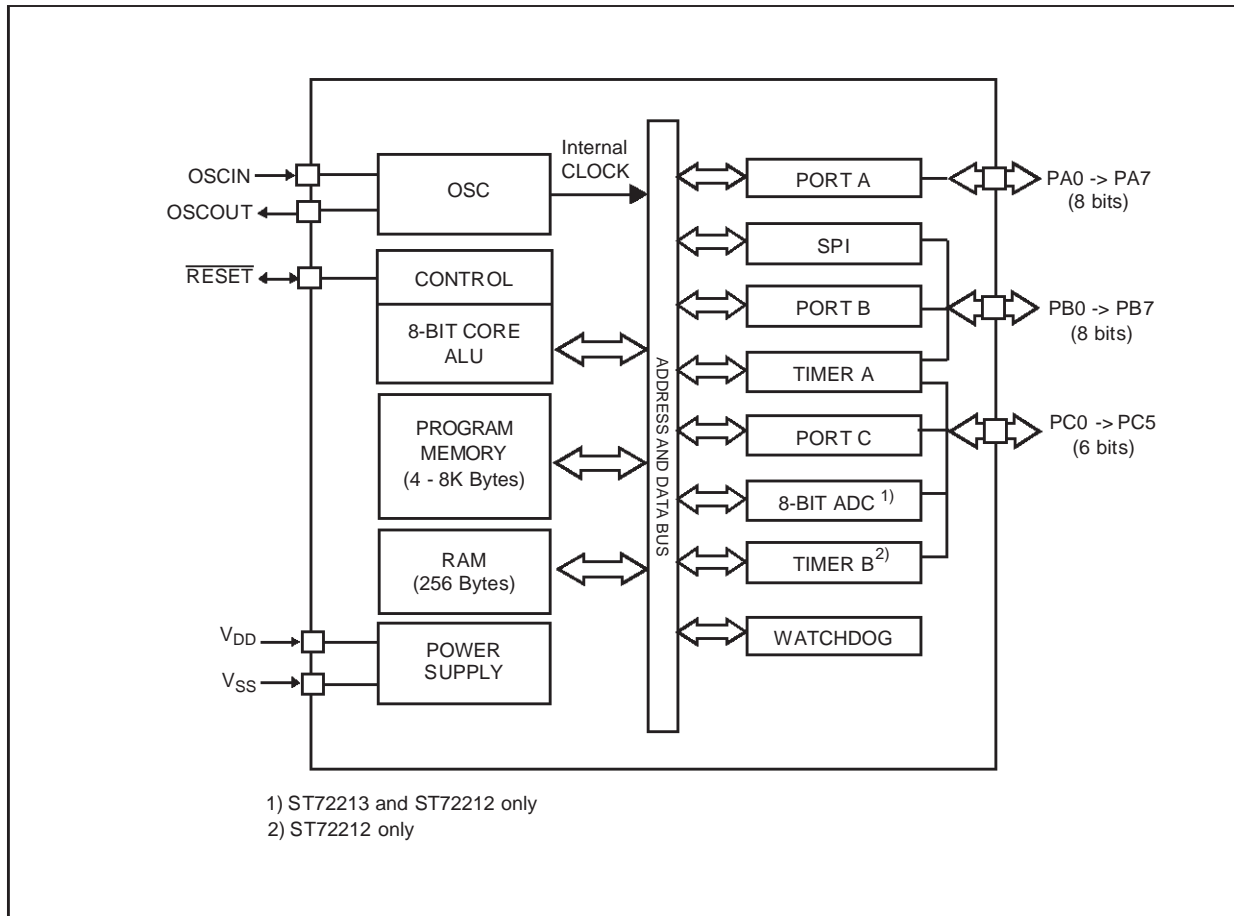 OSCIN
OSCOUT
RESET
VDD
VSS
OSC
CONTROL
8-BIT CORE
ALU
PROGRAM
MEMORY
(4 - 8K Bytes)
RAM
(256 Bytes)
POWER
SUPPLY
Internal
CLOCK
ADDRESS AND DATA BUS
PORT A
SPI
PORT B
TIMER A
PORT C
8-BIT ADC 1)
TIMER B 2)
WATCHDOG
PA0 -> PA7
(8 bits)
PB0 -> PB7
(8 bits)
PC0 -> PC5
(6 bits)
1) ST72213 and ST72212 only
2) ST72212 only